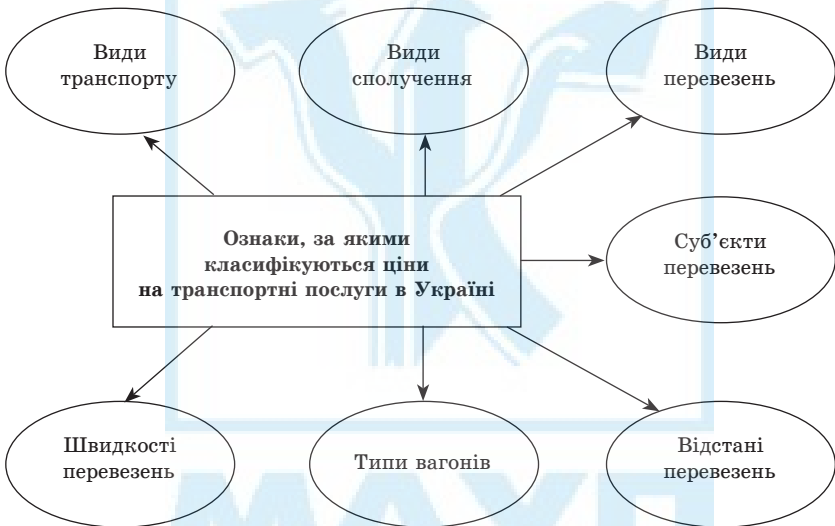 Види
транспорту
Види
сполучення
Види
перевезень
Ознаки, за якими
класифікуються ціни
на транспортні послуги в Україні
Суб’єкти
перевезень
Швидкості
перевезень
Типи вагонів
Відстані
перевезень
МАУП